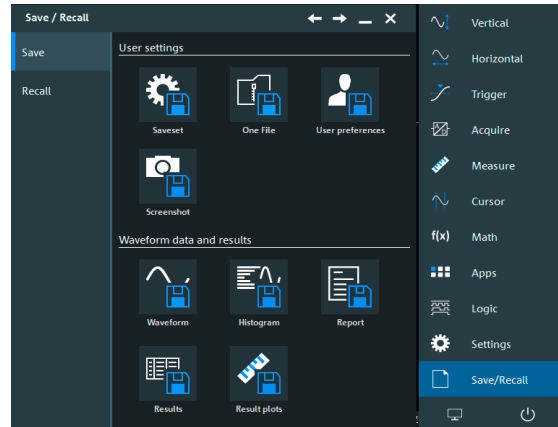 Save / Recall
Save
Recall
User settings
Saveset
One File
User preferences
Screenshot
Waveform data and results
Waveform
Histogram
Report
Results
Result plots
Vertical
Horizontal
Trigger
Acquire
Measure
Cursor
f(x) Math
Apps
Logic
Settings
Save/Recall